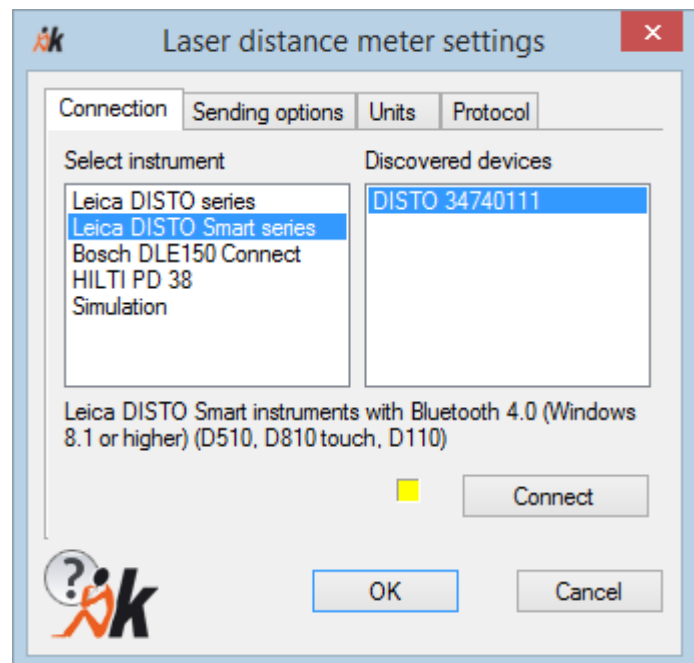 k Laser distance meter settings ×
Connection Sending options Units Protocol
Select instrument Discovered devices
Leica DISTO series DISTO 34740111
Leica DISTO Smart series
Bosch DLE150 Connect
HILTI PD 38
Simulation
Leica DISTO Smart instruments with Bluetooth 4.0 (Windows
8.1 or higher) (D510, D810 touch, D110)
Connect
? k OK Cancel